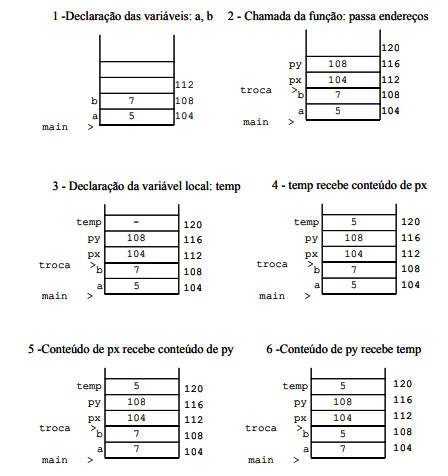 1 -Declaração das variáveis: a, b
112
b 7 108
a 5 104
main >
2 - Chamada da função: passa endereços
120
py 108 116
px 104 112
troca >
b 7 108
a 5 104
main >
3 - Declaração da variável local: temp
temp - 120
py 108 116
px 104 112
troca >
b 7 108
a 5 104
main >
4 - temp recebe conteúdo de px
temp 5 120
py 108 116
px 104 112
troca >
b 7 108
a 5 104
main >
5 -Conteúdo de px recebe conteúdo de py
temp 5 120
py 108 116
px 104 112
troca >
b 7 108
a 7 104
main >
6 -Conteúdo de py recebe temp
temp 5 120
py 108 116
px 104 112
troca >
b 5 108
a 7 104
main >